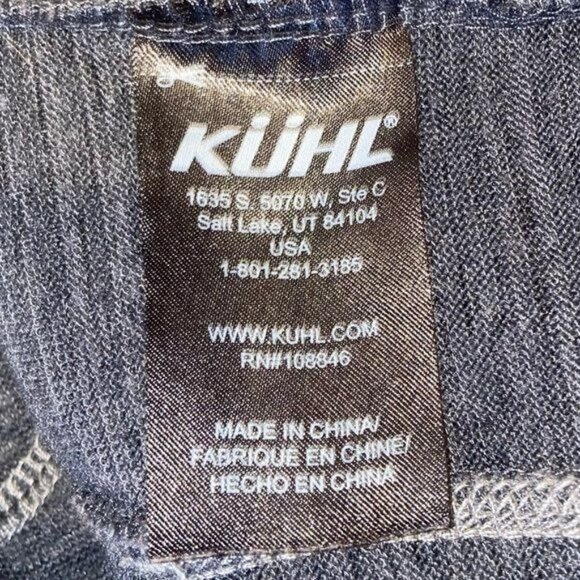 KÜHL®
1635 S. 5070 W, Ste C
Salt Lake, UT 84104
USA
1-801-281-3185
WWW.KUHL.COM
RN#108846
MADE IN CHINA/
FABRIQUE EN CHINE/
HECHO EN CHINA